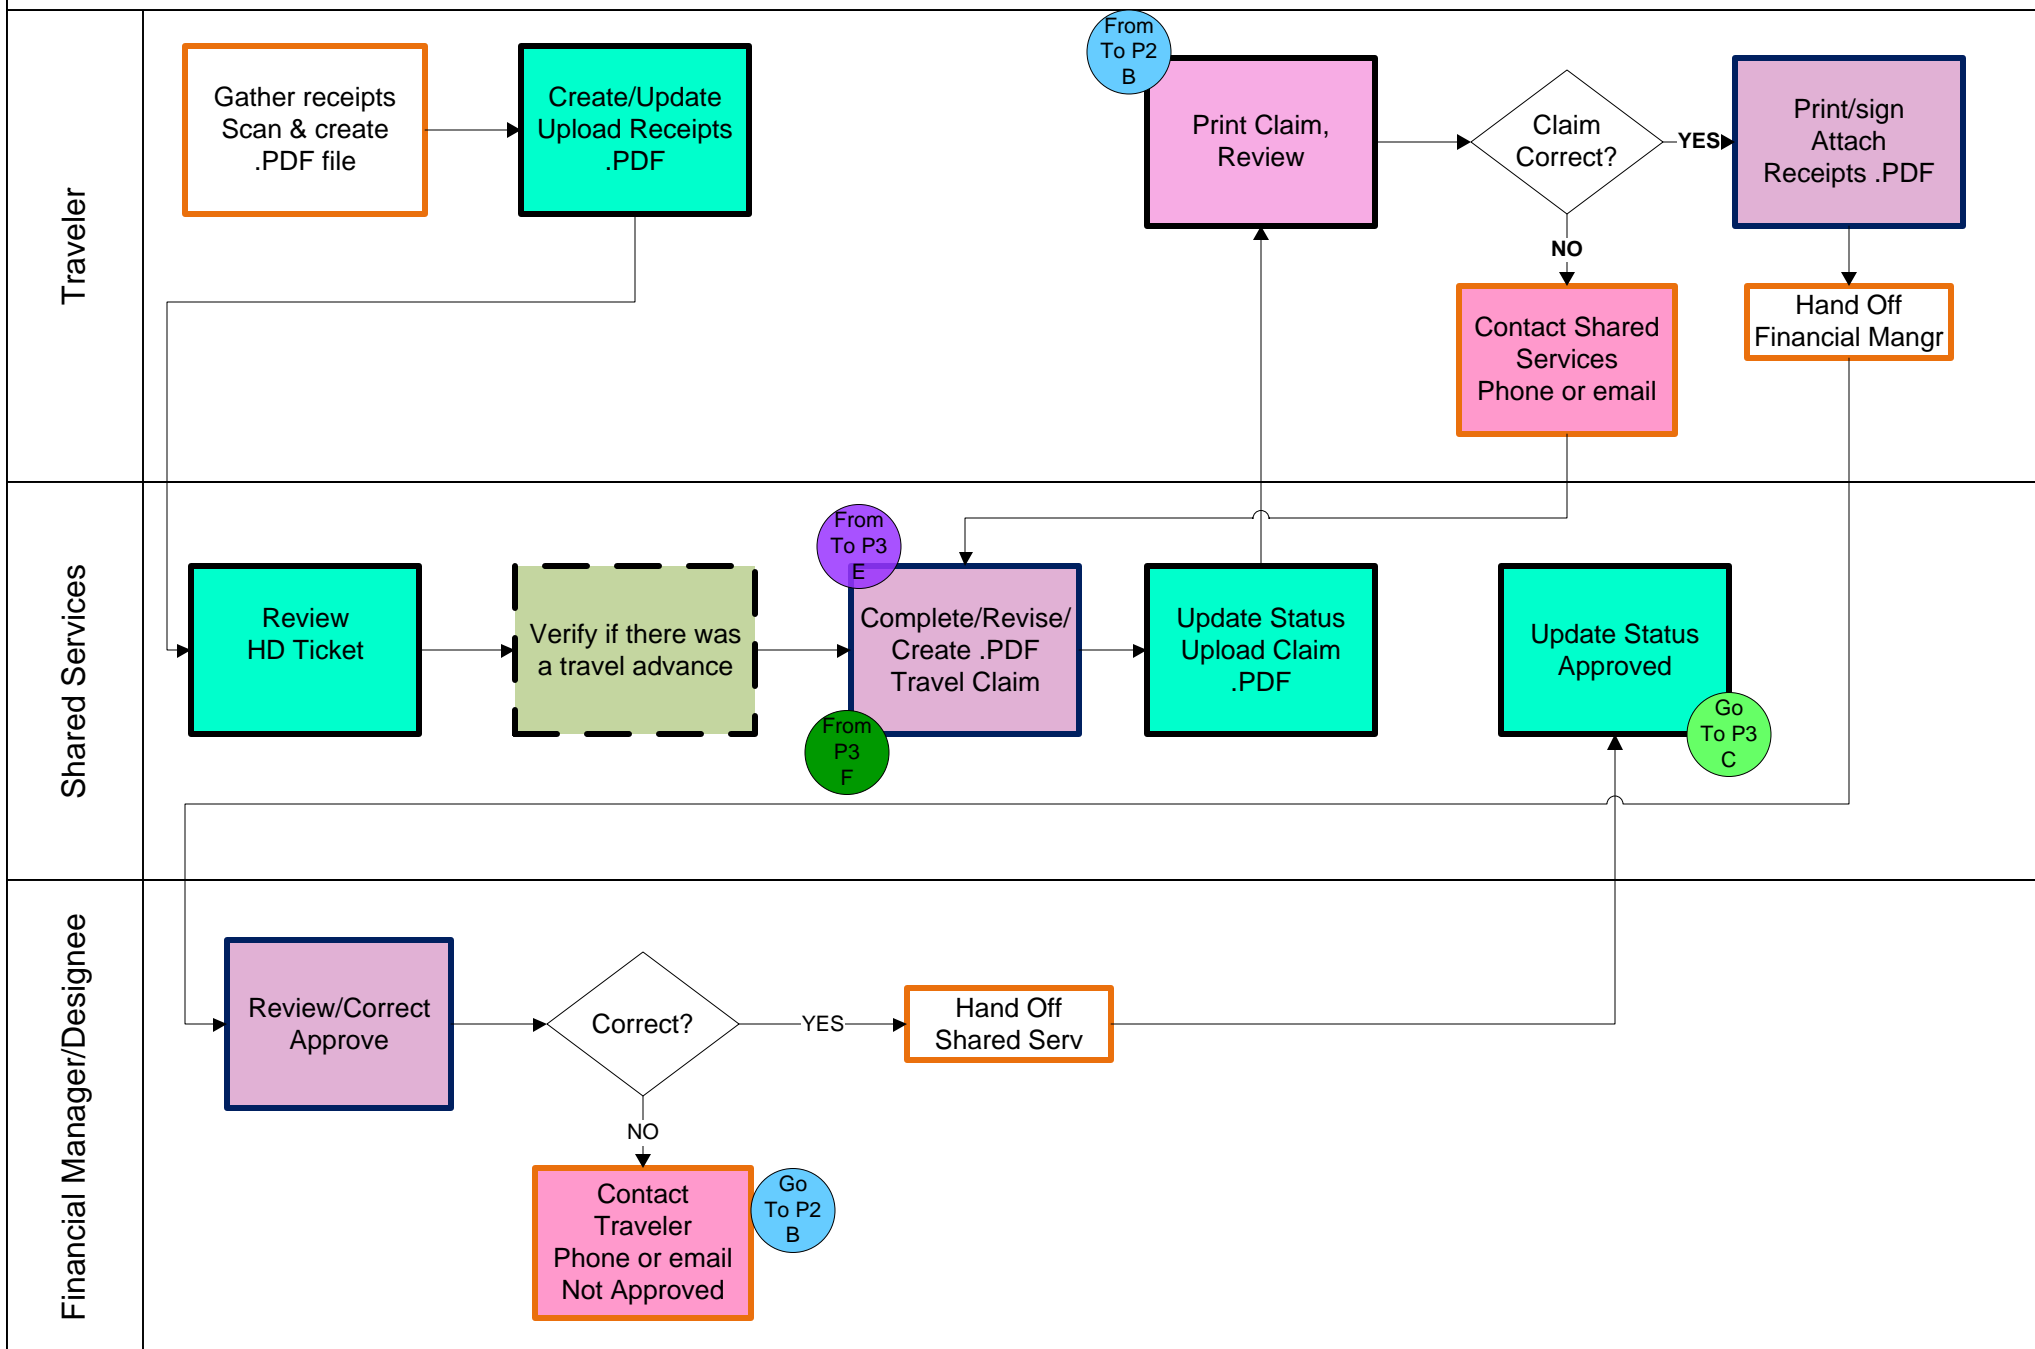 Traveler
Gather receipts
Scan & create
.PDF file
Create/Update
Upload Receipts
.PDF
From
To P2
B
Print Claim,
Review
Claim
Correct?
YES
Print/sign
Attach
Receipts .PDF
NO
Contact Shared
Services
Phone or email
Hand Off
Financial Mangr
Shared Services
Review
HD Ticket
Verify if there was
a travel advance
From
To P3
E
Complete/Revise/
Create .PDF
Travel Claim
From
P3
F
Update Status
Upload Claim
.PDF
Update Status
Approved
Go
To P3
C
Financial Manager/Designee
Review/Correct
Approve
Correct?
YES
Hand Off
Shared Serv
NO
Contact
Traveler
Phone or email
Not Approved
Go
To P2
B